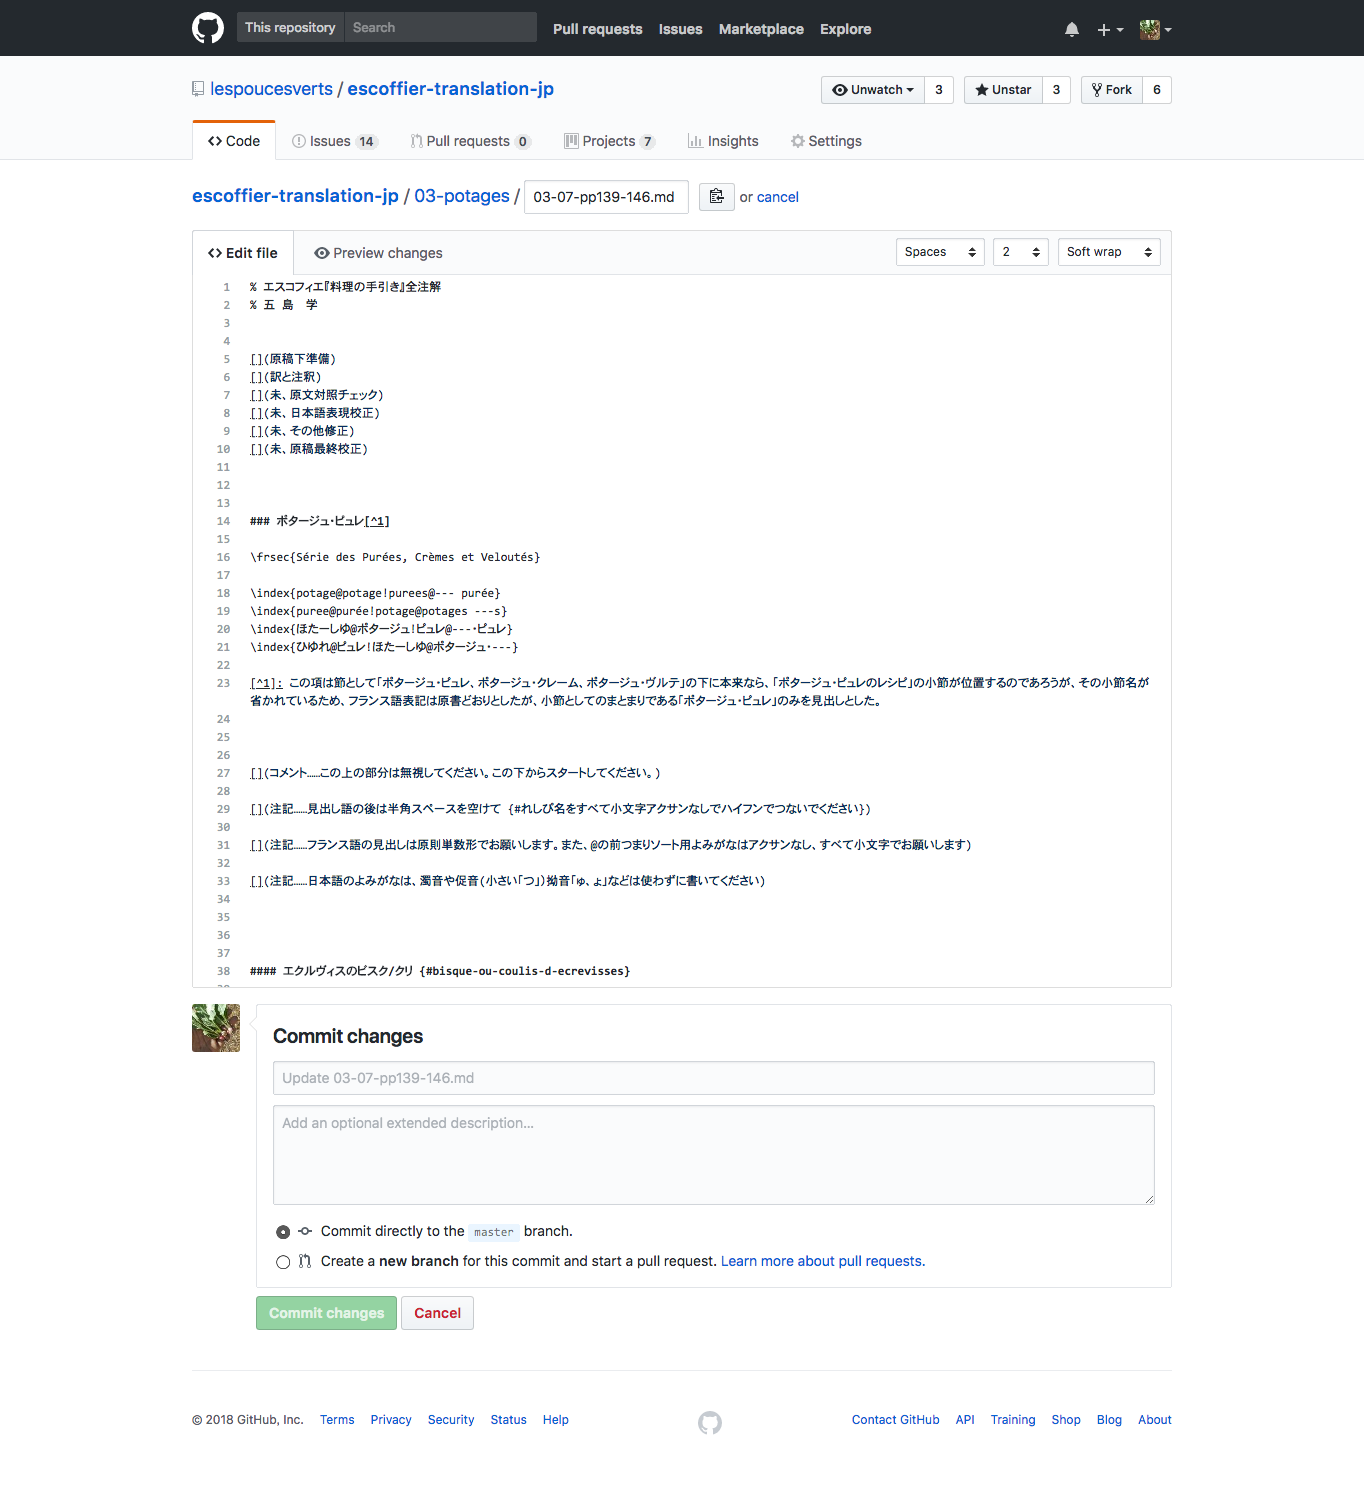 This repository Search Pull requests Issues Marketplace Explore
lespoucesverts / escoffier-translation-jp Unwatch 3 Unstar 3 Fork 6
Code Issues 14 Pull requests 0 Projects 7 Insights Settings
escoffier-translation-jp / 03-potages / 03-07-pp139-146.md or cancel
Edit file Preview changes Spaces 2 Soft wrap
1 % エスコフィエ『料理の手引き』全注解
2 % 五 島　学
3
4
5 [](原稿下準備)
6 [](訳と注釈)
7 [](未、原文対照チェック)
8 [](未、日本語表現校正)
9 [](未、その他修正)
10 [](未、原稿最終校正)
11
12
13
14 ### ポタージュ・ピュレ[^1]
15
16 \frsec{Série des Purées, Crèmes et Veloutés}
17
18 \index{potage@potage!purees@--- purée}
19 \index{puree@purée!potage@potages ---s}
20 \index{ほたーしゆ@ポタージュ!ピュレ@---・ピュレ}
21 \index{ひゆれ@ピュレ!ほたーしゆ@ポタージュ・---}
22
23 [^1]: この項は節として「ポタージュ・ピュレ、ポタージュ・クレーム、ポタージュ・ヴルテ」の下に本来なら、「ポタージュ・ピュレのレシピ」の小節が位置するのであろうが、その小節名が
省かれているため、フランス語表記は原書どおりとしたが、小節としてのまとまりである「ポタージュ・ピュレ」のみを見出しとした。
24
25
26
27 [](コメント……この上の部分は無視してください。この下からスタートしてください。)
28
29 [](注記……見出し語の後は半角スペースを空けて {#れしぴ名をすべて小文字アクサンなしでハイフンでつないでください})
30
31 [](注記……フランス語の見出しは原則単数形でお願いします。また、@の前つまりソート用よみがなはアクサンなし、すべて小文字でお願いします)
32
33 [](注記……日本語のよみがなは、濁音や促音(小さい「つ」)拗音「ゅ、ょ」などは使わずに書いてください)
34
35
36
37
38 #### エクルヴィスのビスク/クリ {#bisque-ou-coulis-d-ecrevisses}
Commit changes
Update 03-07-pp139-146.md
Add an optional extended description…
Commit directly to the master branch.
Create a new branch for this commit and start a pull request. Learn more about pull requests.
Commit changes Cancel
© 2018 GitHub, Inc. Terms Privacy Security Status Help Contact GitHub API Training Shop Blog About